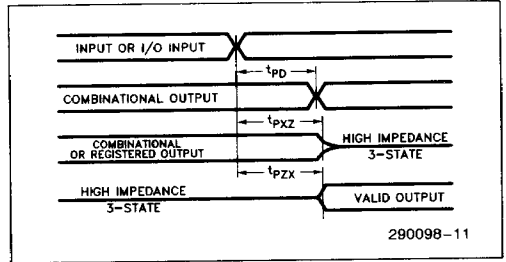 INPUT OR I/O INPUT
tPD
COMBINATIONAL OUTPUT
tPXZ
COMBINATIONAL
OR REGISTERED OUTPUT
HIGH IMPEDANCE
3-STATE
tPZX
HIGH IMPEDANCE
3-STATE
VALID OUTPUT
290098-11